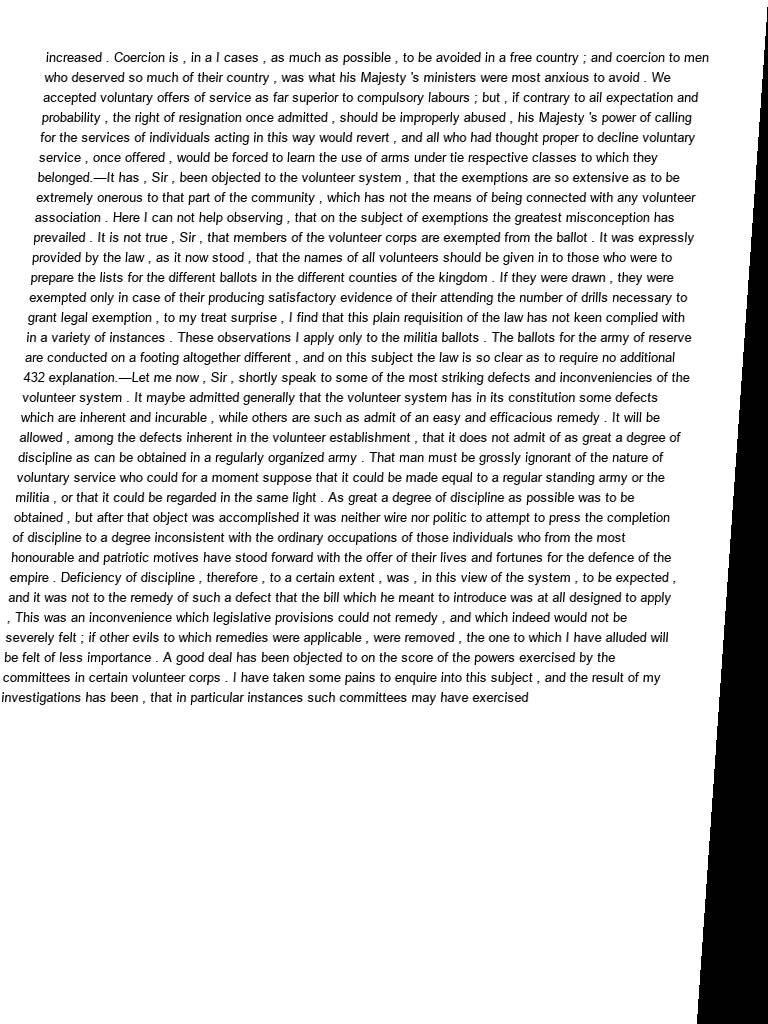 increased . Coercion is , in a I cases , as much as possible , to be avoided in a free country ; and coercion to men
who deserved so much of their country , was what his Majesty 's ministers were most anxious to avoid . We
accepted voluntary offers of service as far superior to compulsory labours ; but , if contrary to ail expectation and
probability , the right of resignation once admitted , should be improperly abused , his Majesty 's power of calling
for the services of individuals acting in this way would revert , and all who had thought proper to decline voluntary
service , once offered , would be forced to learn the use of arms under tie respective classes to which they
belonged.—It has , Sir , been objected to the volunteer system , that the exemptions are so extensive as to be
extremely onerous to that part of the community , which has not the means of being connected with any volunteer
association . Here I can not help observing , that on the subject of exemptions the greatest misconception has
prevailed . It is not true , Sir , that members of the volunteer corps are exempted from the ballot . It was expressly
provided by the law , as it now stood , that the names of all volunteers should be given in to those who were to
prepare the lists for the different ballots in the different counties of the kingdom . If they were drawn , they were
exempted only in case of their producing satisfactory evidence of their attending the number of drills necessary to
grant legal exemption , to my treat surprise , I find that this plain requisition of the law has not keen complied with
in a variety of instances . These observations I apply only to the militia ballots . The ballots for the army of reserve
are conducted on a footing altogether different , and on this subject the law is so clear as to require no additional
432 explanation.—Let me now , Sir , shortly speak to some of the most striking defects and inconveniencies of the
volunteer system . It maybe admitted generally that the volunteer system has in its constitution some defects
which are inherent and incurable , while others are such as admit of an easy and efficacious remedy . It will be
allowed , among the defects inherent in the volunteer establishment , that it does not admit of as great a degree of
discipline as can be obtained in a regularly organized army . That man must be grossly ignorant of the nature of
voluntary service who could for a moment suppose that it could be made equal to a regular standing army or the
militia , or that it could be regarded in the same light . As great a degree of discipline as possible was to be
obtained , but after that object was accomplished it was neither wire nor politic to attempt to press the completion
of discipline to a degree inconsistent with the ordinary occupations of those individuals who from the most
honourable and patriotic motives have stood forward with the offer of their lives and fortunes for the defence of the
empire . Deficiency of discipline , therefore , to a certain extent , was , in this view of the system , to be expected ,
and it was not to the remedy of such a defect that the bill which he meant to introduce was at all designed to apply
, This was an inconvenience which legislative provisions could not remedy , and which indeed would not be
severely felt ; if other evils to which remedies were applicable , were removed , the one to which I have alluded will
be felt of less importance . A good deal has been objected to on the score of the powers exercised by the
committees in certain volunteer corps . I have taken some pains to enquire into this subject , and the result of my
investigations has been , that in particular instances such committees may have exercised